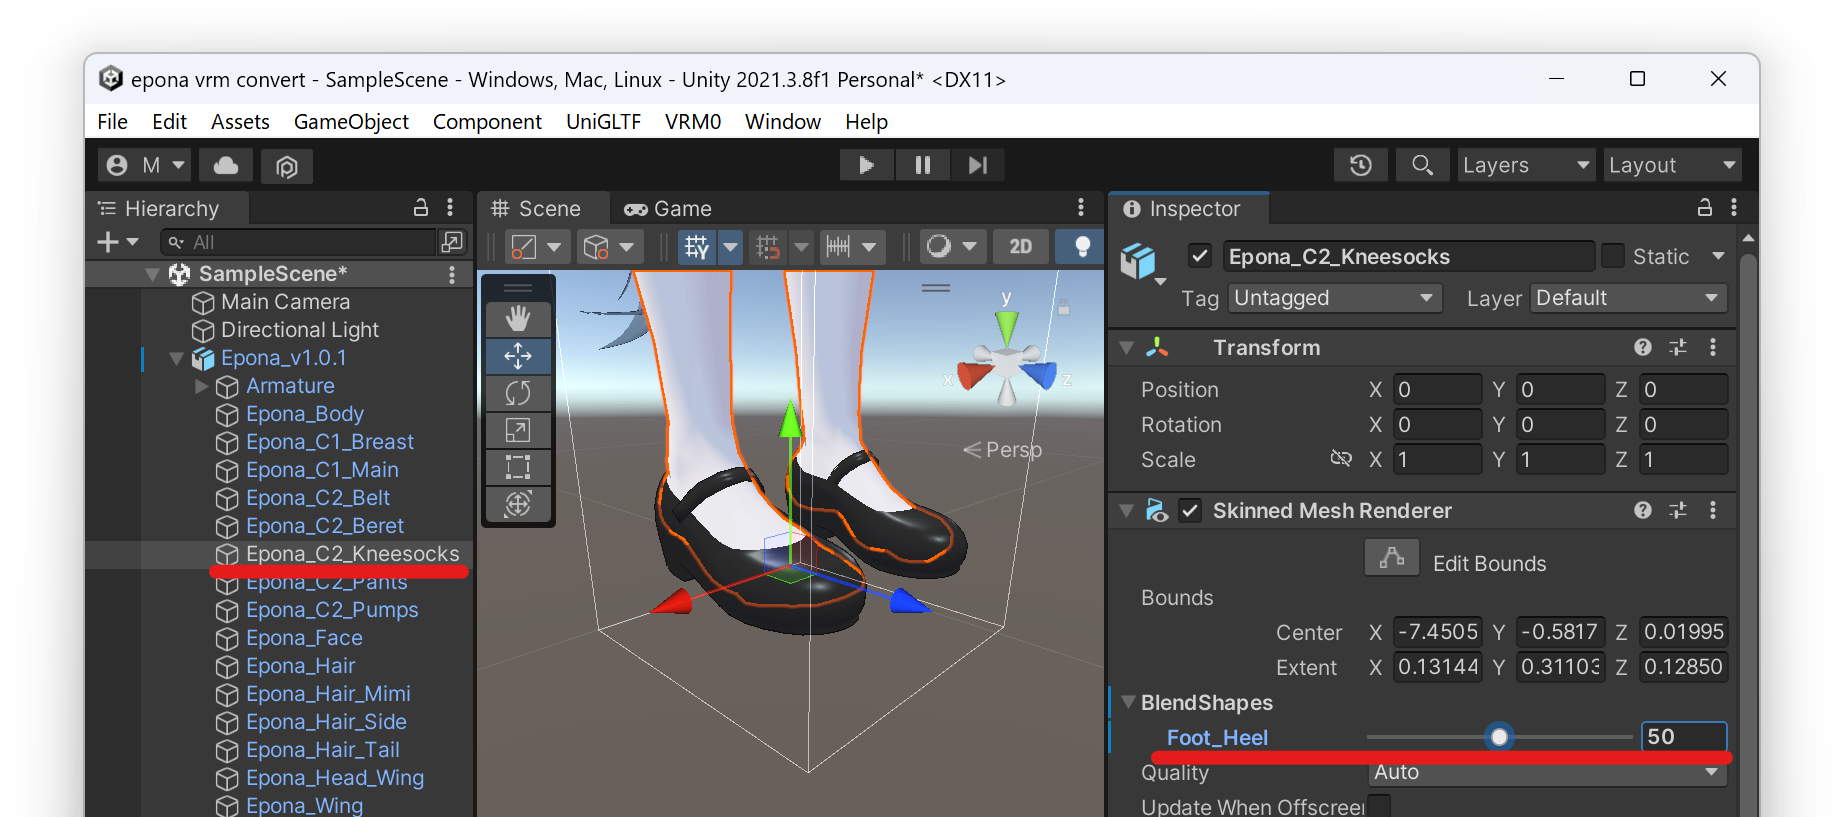 epona vrm convert - SampleScene - Windows, Mac, Linux - Unity 2021.3.8f1 Personal* <DX11>
File Edit Assets GameObject Component UniGLTF VRM0 Window Help
M Layers Layout
Hierarchy
All
SampleScene*
Main Camera
Directional Light
Epona_v1.0.1
Armature
Epona_Body
Epona_C1_Breast
Epona_C1_Main
Epona_C2_Belt
Epona_C2_Beret
Epona_C2_Kneesocks
Epona_C2_Pants
Epona_C2_Pumps
Epona_Face
Epona_Hair
Epona_Hair_Mimi
Epona_Hair_Side
Epona_Hair_Tail
Epona_Head_Wing
Epona_Wing
Scene Game
2D
y
x z
Persp
Inspector
Epona_C2_Kneesocks Static
Tag Untagged Layer Default
Transform
Position X 0 Y 0 Z 0
Rotation X 0 Y 0 Z 0
Scale X 1 Y 1 Z 1
Skinned Mesh Renderer
Edit Bounds
Bounds
Center X -7.4505 Y -0.5817 Z 0.01995
Extent X 0.13144 Y 0.31103 Z 0.12850
BlendShapes
Foot_Heel 50
Quality Auto
Update When Offscreen